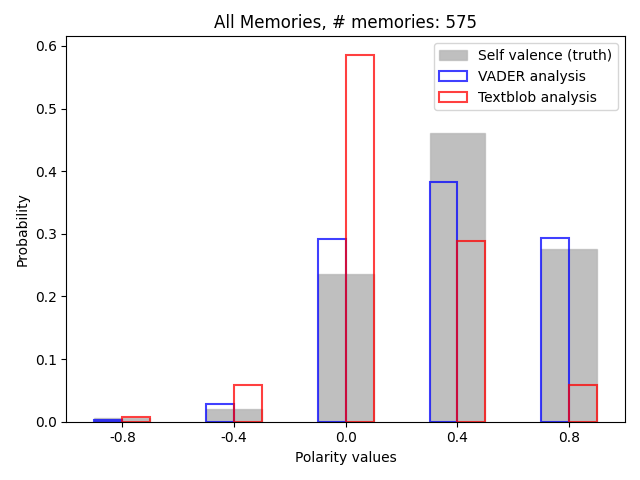 All Memories, # memories: 575
Self valence (truth)
VADER analysis
Textblob analysis
Probability
0.6
0.5
0.4
0.3
0.2
0.1
0.0
-0.8 -0.4 0.0 0.4 0.8
Polarity values